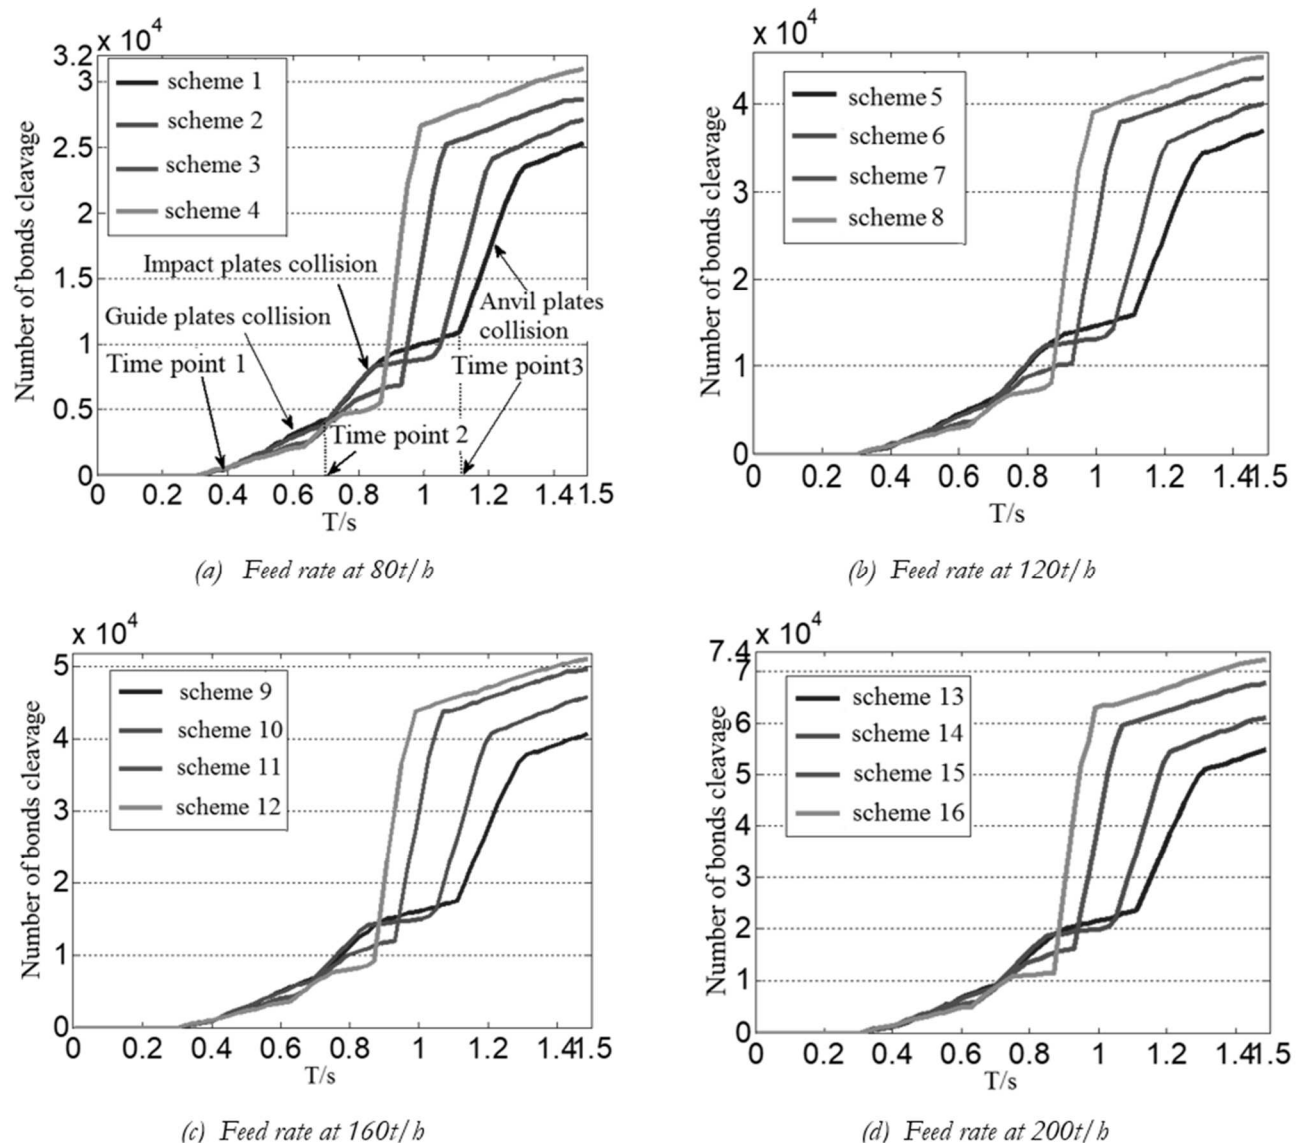 x 10⁴
3.2
3
2.5
2
1.5
1
0.5
0
Number of bonds cleavage
scheme 1
scheme 2
scheme 3
scheme 4
Impact plates collision
Guide plates collision
Time point 1
Anvil plates
collision
Time point3
Time point 2
0 0.2 0.4 0.6 0.8 1 1.2 1.4 1.5
T/s
(a) Feed rate at 80t/h
x 10⁴
4
3
2
1
0
Number of bonds cleavage
scheme 5
scheme 6
scheme 7
scheme 8
0 0.2 0.4 0.6 0.8 1 1.2 1.4 1.5
T/s
(b) Feed rate at 120t/h
x 10⁴
5
4
3
2
1
0
Number of bonds cleavage
scheme 9
scheme 10
scheme 11
scheme 12
0 0.2 0.4 0.6 0.8 1 1.2 1.4 1.5
T/s
(c) Feed rate at 160t/h
x 10⁴
7.4
7
6
5
4
3
2
1
0
Number of bonds cleavage
scheme 13
scheme 14
scheme 15
scheme 16
0 0.2 0.4 0.6 0.8 1 1.2 1.4 1.5
T/s
(d) Feed rate at 200t/h